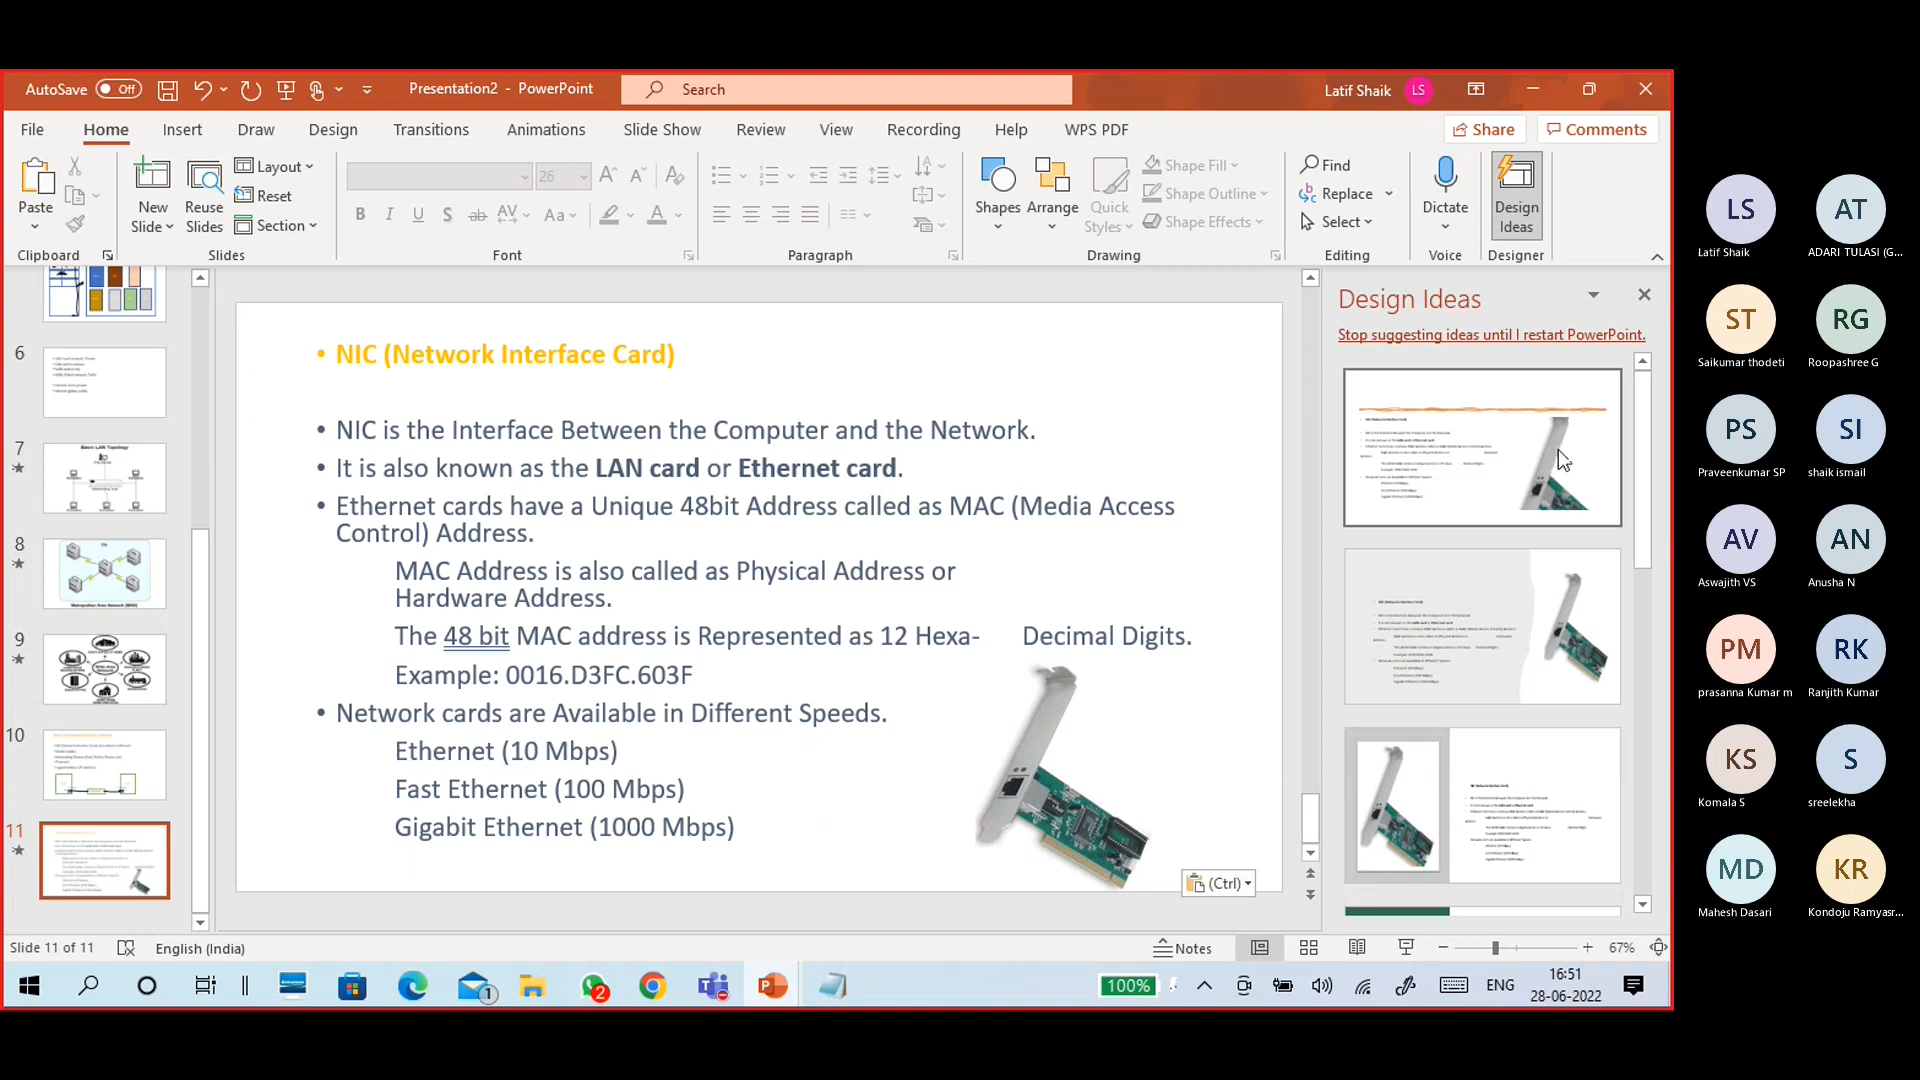 AutoSave Off
Presentation2 - PowerPoint
Search
Latif Shaik LS
File Home Insert Draw Design Transitions Animations Slide Show Review View Recording Help WPS PDF
Share Comments
Paste
New Slide
Reuse Slides
Layout
Reset
Section
26
B I U S ab AV Aa A
Shapes Arrange
Quick Styles
Shape Fill
Shape Outline
Shape Effects
Find
Replace
Select
Dictate
Design Ideas
Clipboard Slides Font Paragraph Drawing Editing Voice Designer
6
7
Basic LAN Topology
8
9
10
11
• NIC (Network Interface Card)
• NIC is the Interface Between the Computer and the Network.
• It is also known as the LAN card or Ethernet card.
• Ethernet cards have a Unique 48bit Address called as MAC (Media Access
Control) Address.
MAC Address is also called as Physical Address or
Hardware Address.
The 48 bit MAC address is Represented as 12 Hexa- Decimal Digits.
Example: 0016.D3FC.603F
• Network cards are Available in Different Speeds.
Ethernet (10 Mbps)
Fast Ethernet (100 Mbps)
Gigabit Ethernet (1000 Mbps)
(Ctrl)
Design Ideas
Stop suggesting ideas until I restart PowerPoint.
Slide 11 of 11
English (India)
Notes
67%
1
2
100%
ENG
16:51
28-06-2022
LS
Latif Shaik
AT
ADARI TULASI (G...
ST
Saikumar thodeti
RG
Roopashree G
PS
Praveenkumar SP
SI
shaik ismail
AV
Aswajith VS
AN
Anusha N
PM
prasanna Kumar m
RK
Ranjith Kumar
KS
Komala S
S
sreelekha
MD
Mahesh Dasari
KR
Kondoju Ramyasr...